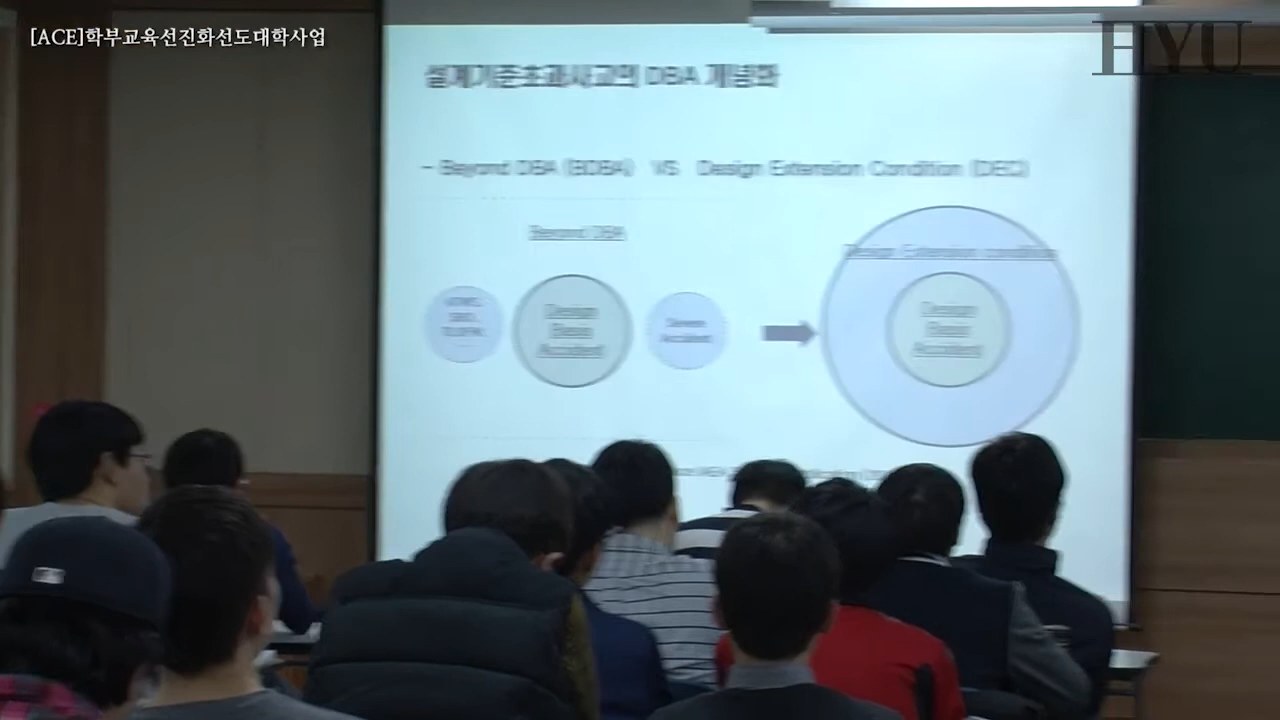 [ACE]학부교육선진화선도대학사업
HYU
설계기준초과사고의 DBA 개념화
- Beyond DBA (BDBA) VS Design Extension Condition (DEC)
Beyond DBA
Design Extension condition
Design
Basis
Accident
Severe
Accident
Design
Basis
Accident